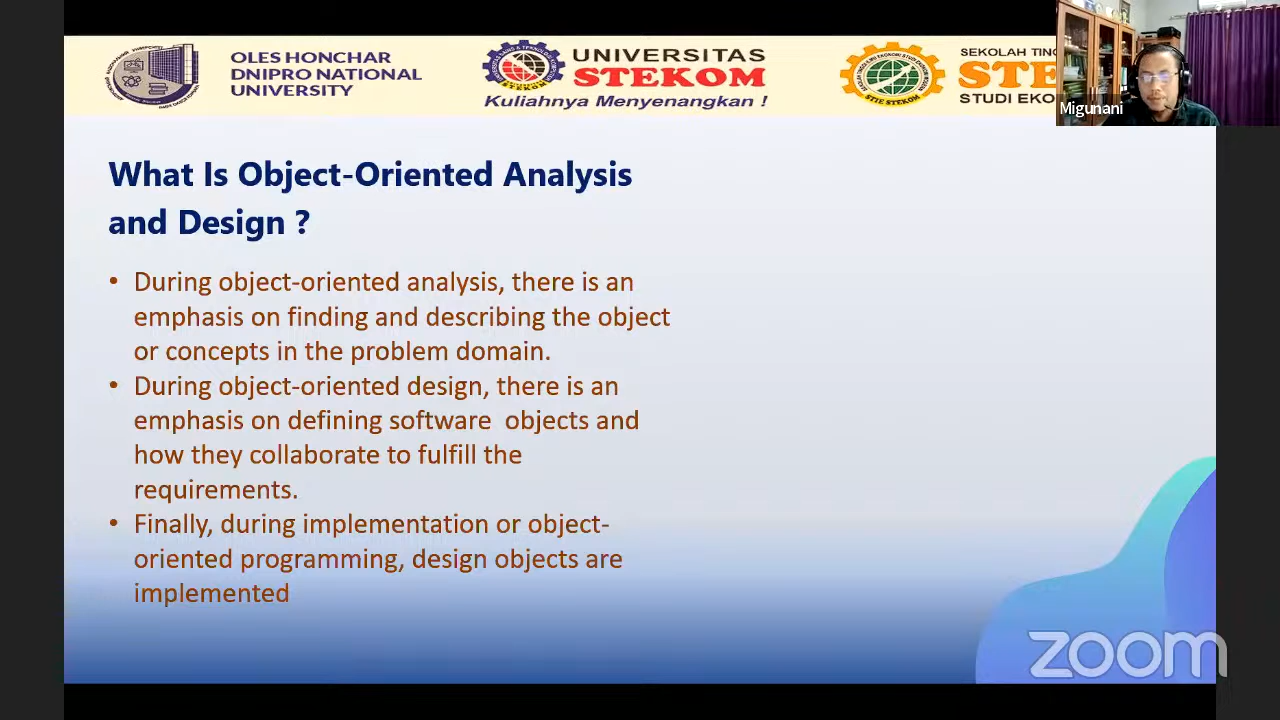 OLES HONCHAR
DNIPRO NATIONAL
UNIVERSITY
UNIVERSITAS
STEKOM
Kuliahnya Menyenangkan !
SEKOLAH TING
STE
STUDI EKO
Migunani
What Is Object-Oriented Analysis
and Design ?
• During object-oriented analysis, there is an
emphasis on finding and describing the object
or concepts in the problem domain.
• During object-oriented design, there is an
emphasis on defining software  objects and
how they collaborate to fulfill the
requirements.
• Finally, during implementation or object-
oriented programming, design objects are
implemented
zoom